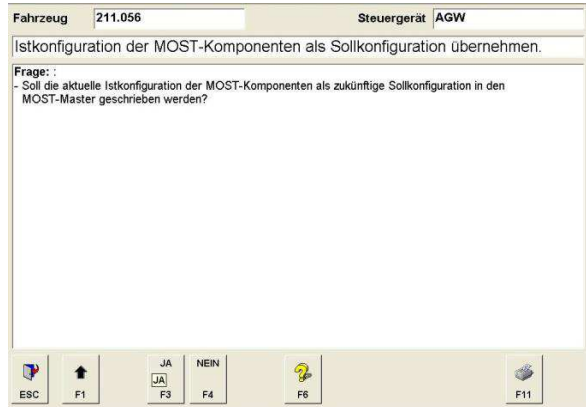 Fahrzeug 211.056 Steuergerät AGW
Istkonfiguration der MOST-Komponenten als Sollkonfiguration übernehmen.
Frage: :
- Soll die aktuelle Istkonfiguration der MOST-Komponenten als zukünftige Sollkonfiguration in den
MOST-Master geschrieben werden?
JA NEIN
JA
ESC F1 F3 F4 F6 F11